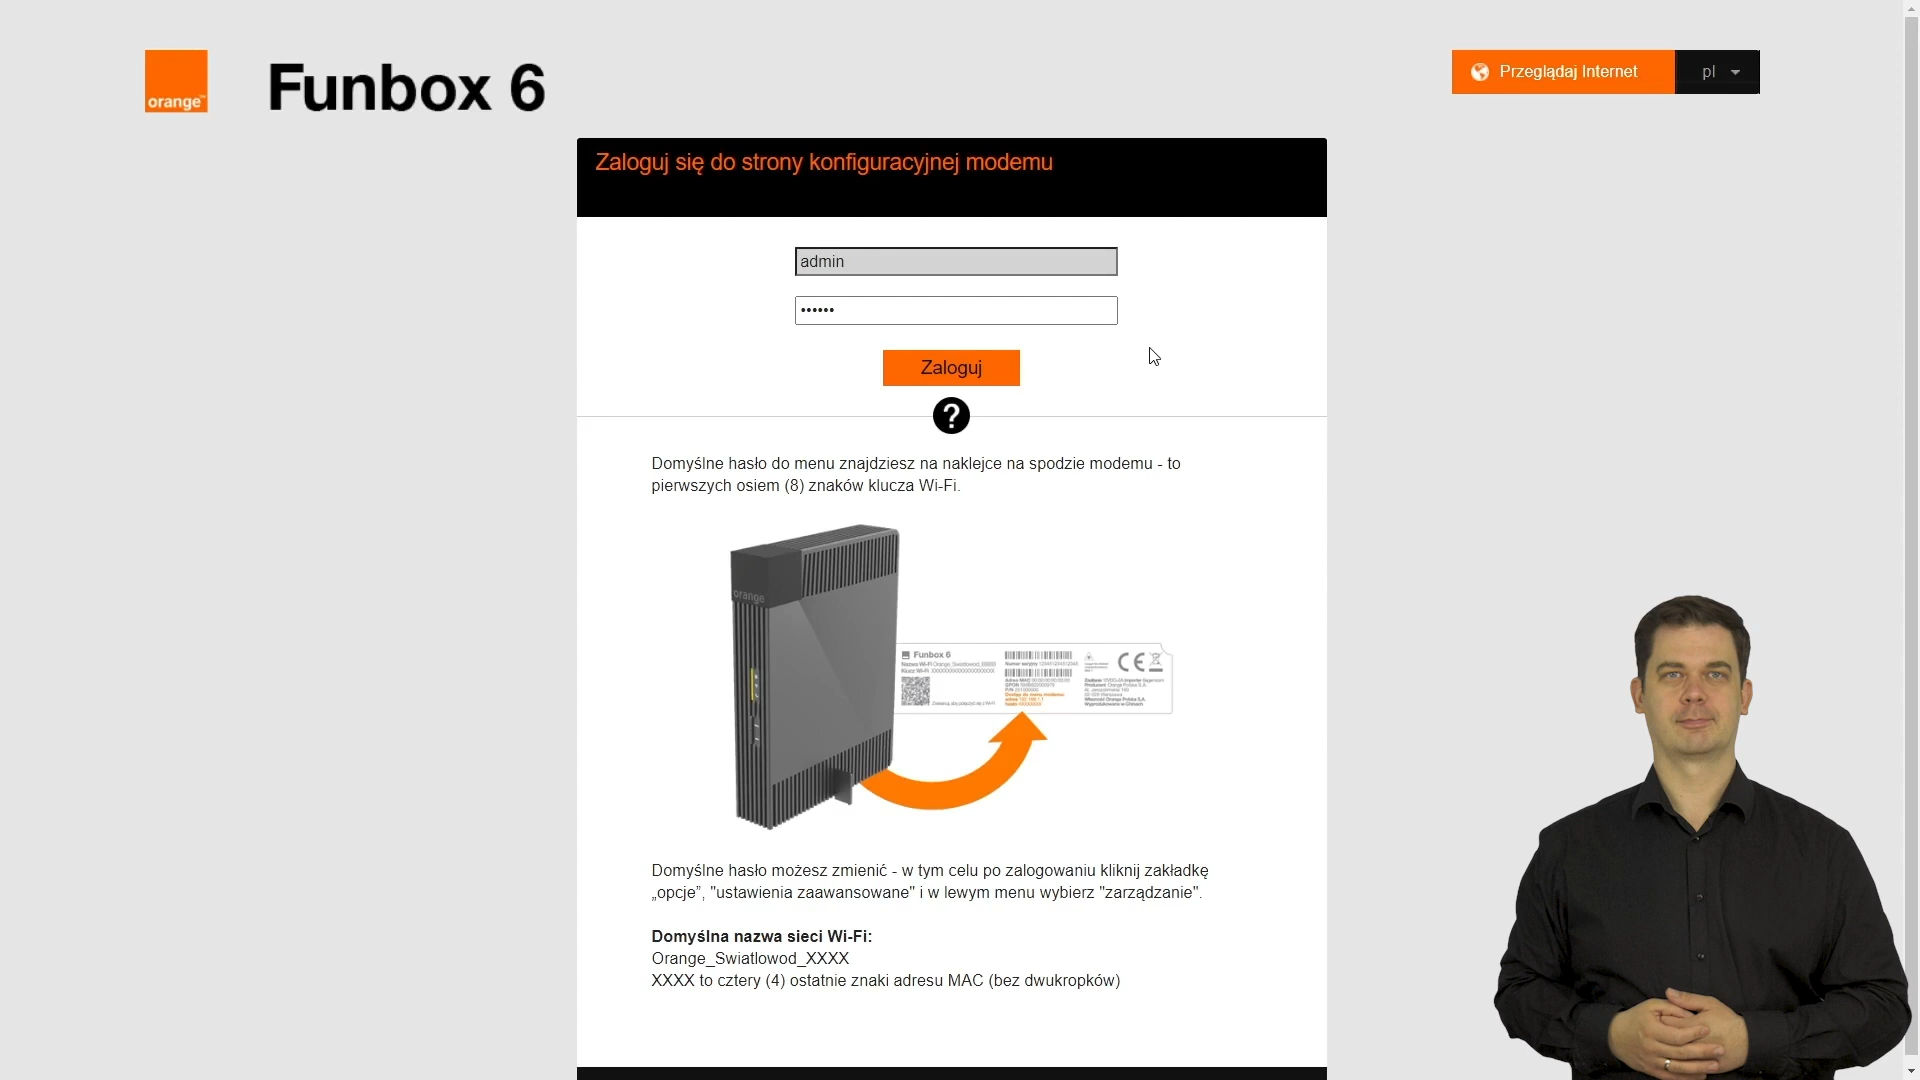 orange™
Funbox 6
Przeglądaj Internet
pl
Zaloguj się do strony konfiguracyjnej modemu
admin
••••••
Zaloguj
?
Domyślne hasło do menu znajdziesz na naklejce na spodzie modemu - to
pierwszych osiem (8) znaków klucza Wi-Fi.
orange
Funbox 6
Domyślne hasło możesz zmienić - w tym celu po zalogowaniu kliknij zakładkę
„opcje”, "ustawienia zaawansowane" i w lewym menu wybierz "zarządzanie".
Domyślna nazwa sieci Wi-Fi:
Orange_Swiatlowod_XXXX
XXXX to cztery (4) ostatnie znaki adresu MAC (bez dwukropków)